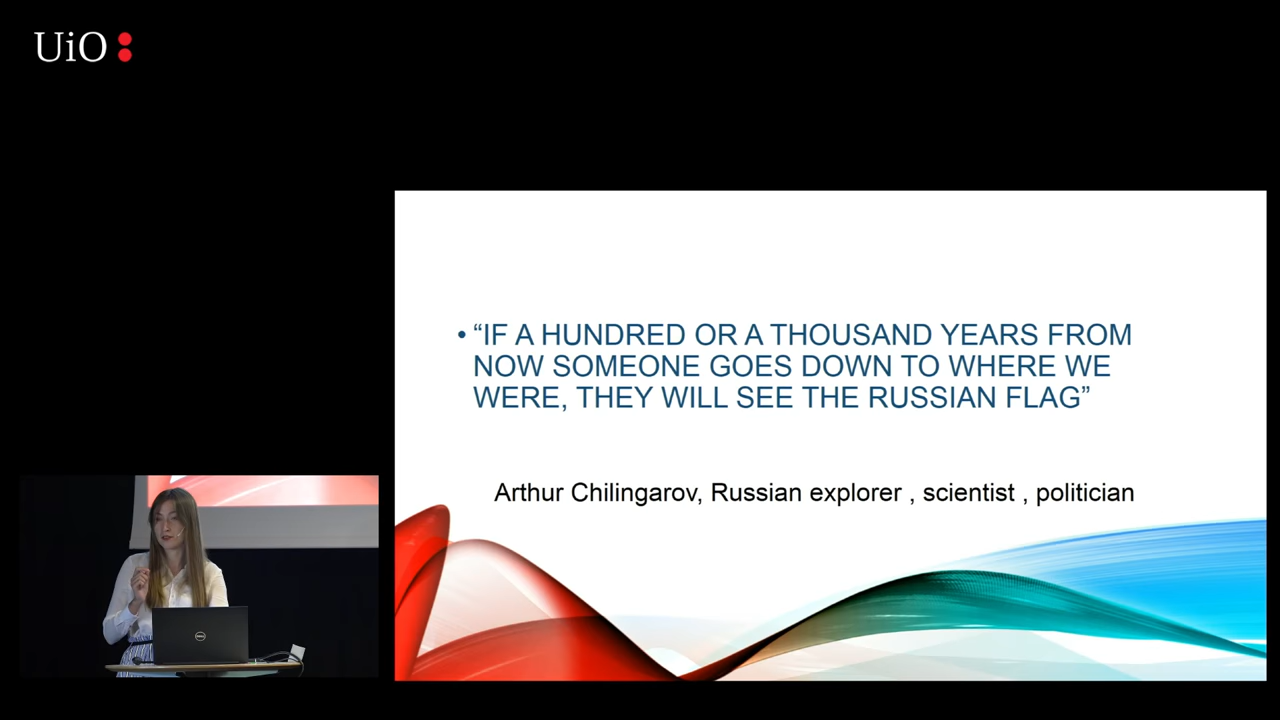 UiO
• “IF A HUNDRED OR A THOUSAND YEARS FROM
NOW SOMEONE GOES DOWN TO WHERE WE
WERE, THEY WILL SEE THE RUSSIAN FLAG”
Arthur Chilingarov, Russian explorer , scientist , politician
DELL